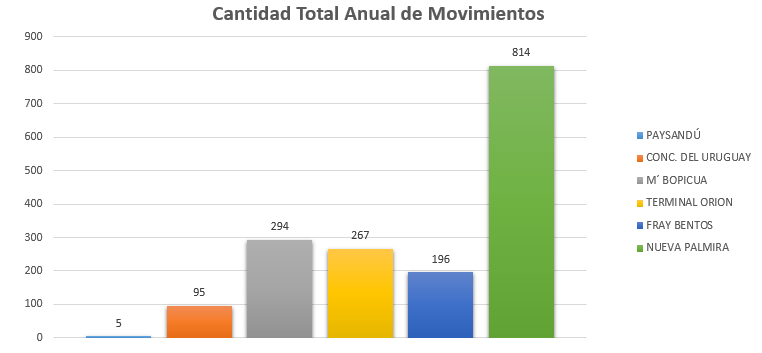 Cantidad Total Anual de Movimientos
900
800
700
600
500
400
300
200
100
0
5
95
294
267
196
814
PAYSANDÚ
CONC. DEL URUGUAY
M´ BOPICUA
TERMINAL ORION
FRAY BENTOS
NUEVA PALMIRA